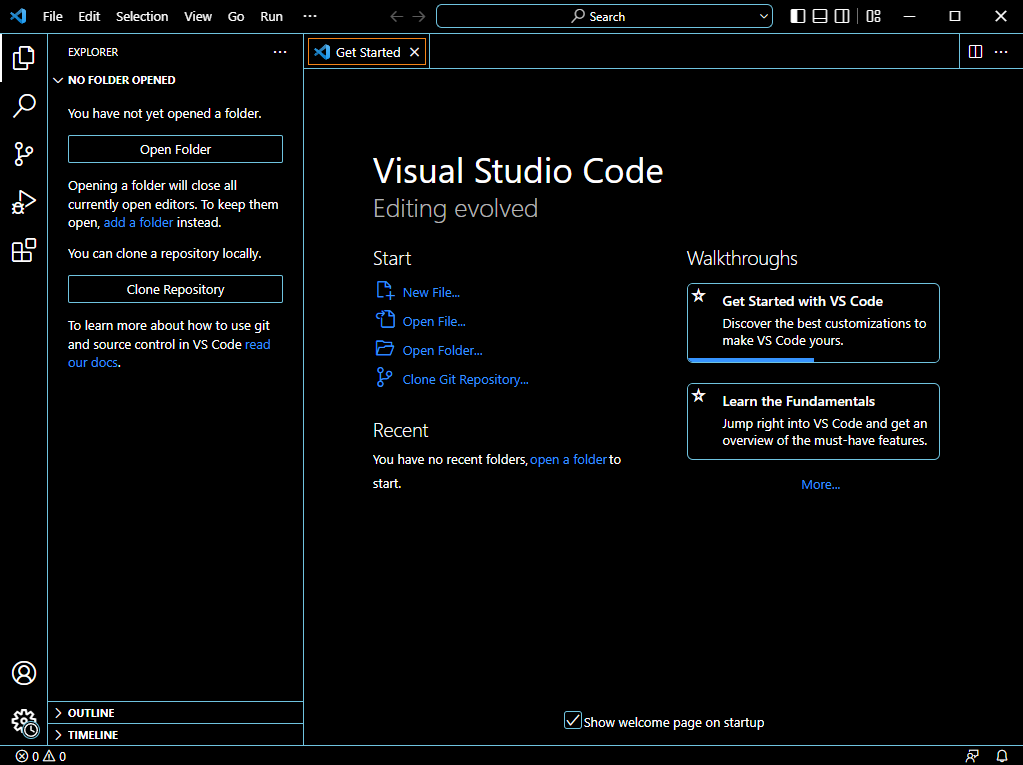 File Edit Selection View Go Run ···
Search
EXPLORER
NO FOLDER OPENED
You have not yet opened a folder.
Open Folder
Opening a folder will close all
currently open editors. To keep them
open, add a folder instead.
You can clone a repository locally.
Clone Repository
To learn more about how to use git
and source control in VS Code read
our docs.
OUTLINE
TIMELINE
Get Started
Visual Studio Code
Editing evolved
Start
New File...
Open File...
Open Folder...
Clone Git Repository...
Recent
You have no recent folders, open a folder to
start.
Walkthroughs
Get Started with VS Code
Discover the best customizations to
make VS Code yours.
Learn the Fundamentals
Jump right into VS Code and get an
overview of the must-have features.
More...
Show welcome page on startup
0 0